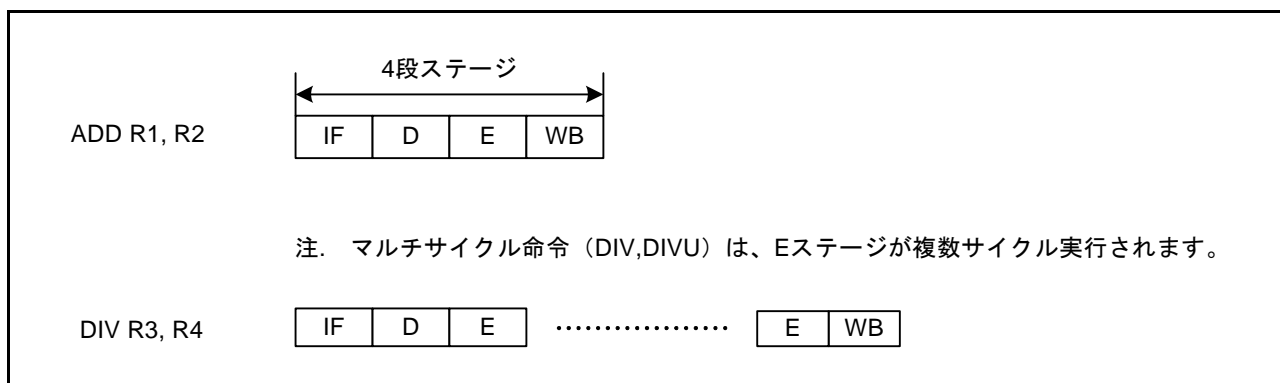 4段ステージ
ADD R1, R2 IF D E WB
注. マルチサイクル命令（DIV,DIVU）は、Eステージが複数サイクル実行されます。
DIV R3, R4 IF D E ................... E WB